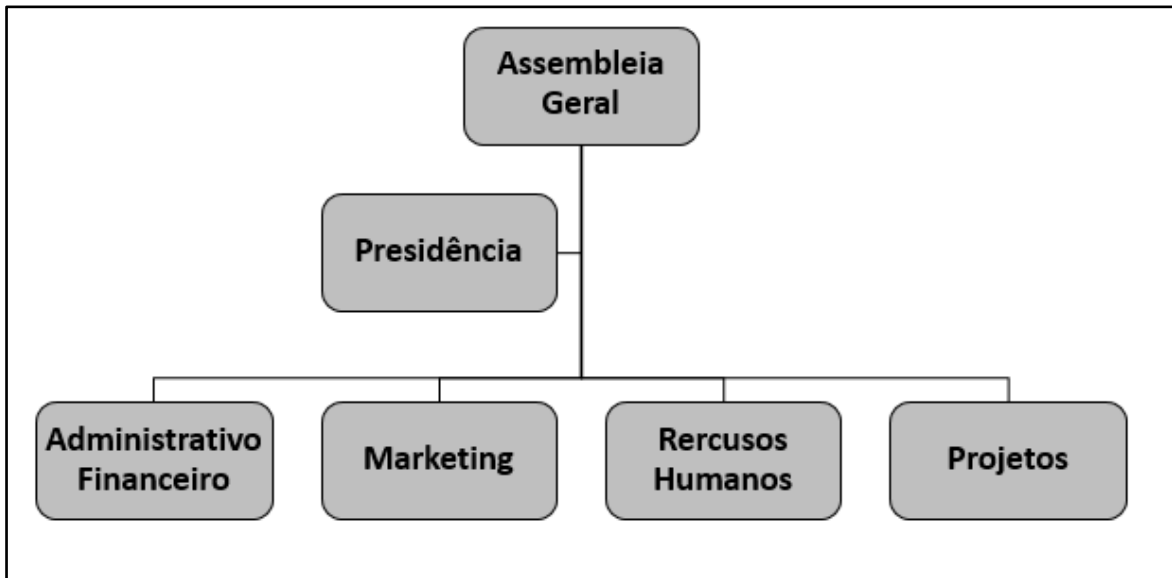 Assembleia
Geral
Presidência
Administrativo
Financeiro
Marketing
Rercusos
Humanos
Projetos